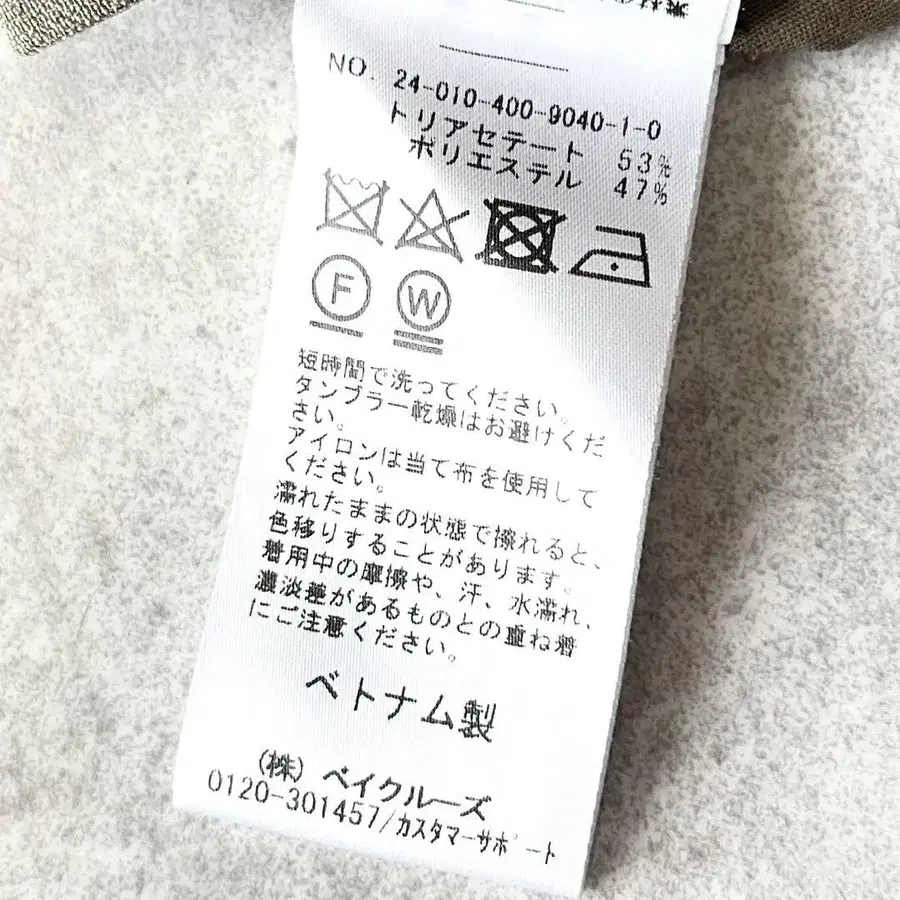 NO. 24-010-400-9040-1-0
トリアセテート 53%
ポリエステル 47%
F W
短時間で洗ってください。
タンブラー乾燥はお避けくだ
さい。
アイロンは当て布を使用して
ください。
濡れたままの状態で擦れると、
色移りすることがあります。
着用中の摩擦や、汗、水濡れ、
濃淡差があるものとの重ね着
にご注意ください。
ベトナム製
(株) ベイクルーズ
0120-301457/カスタマーサポート